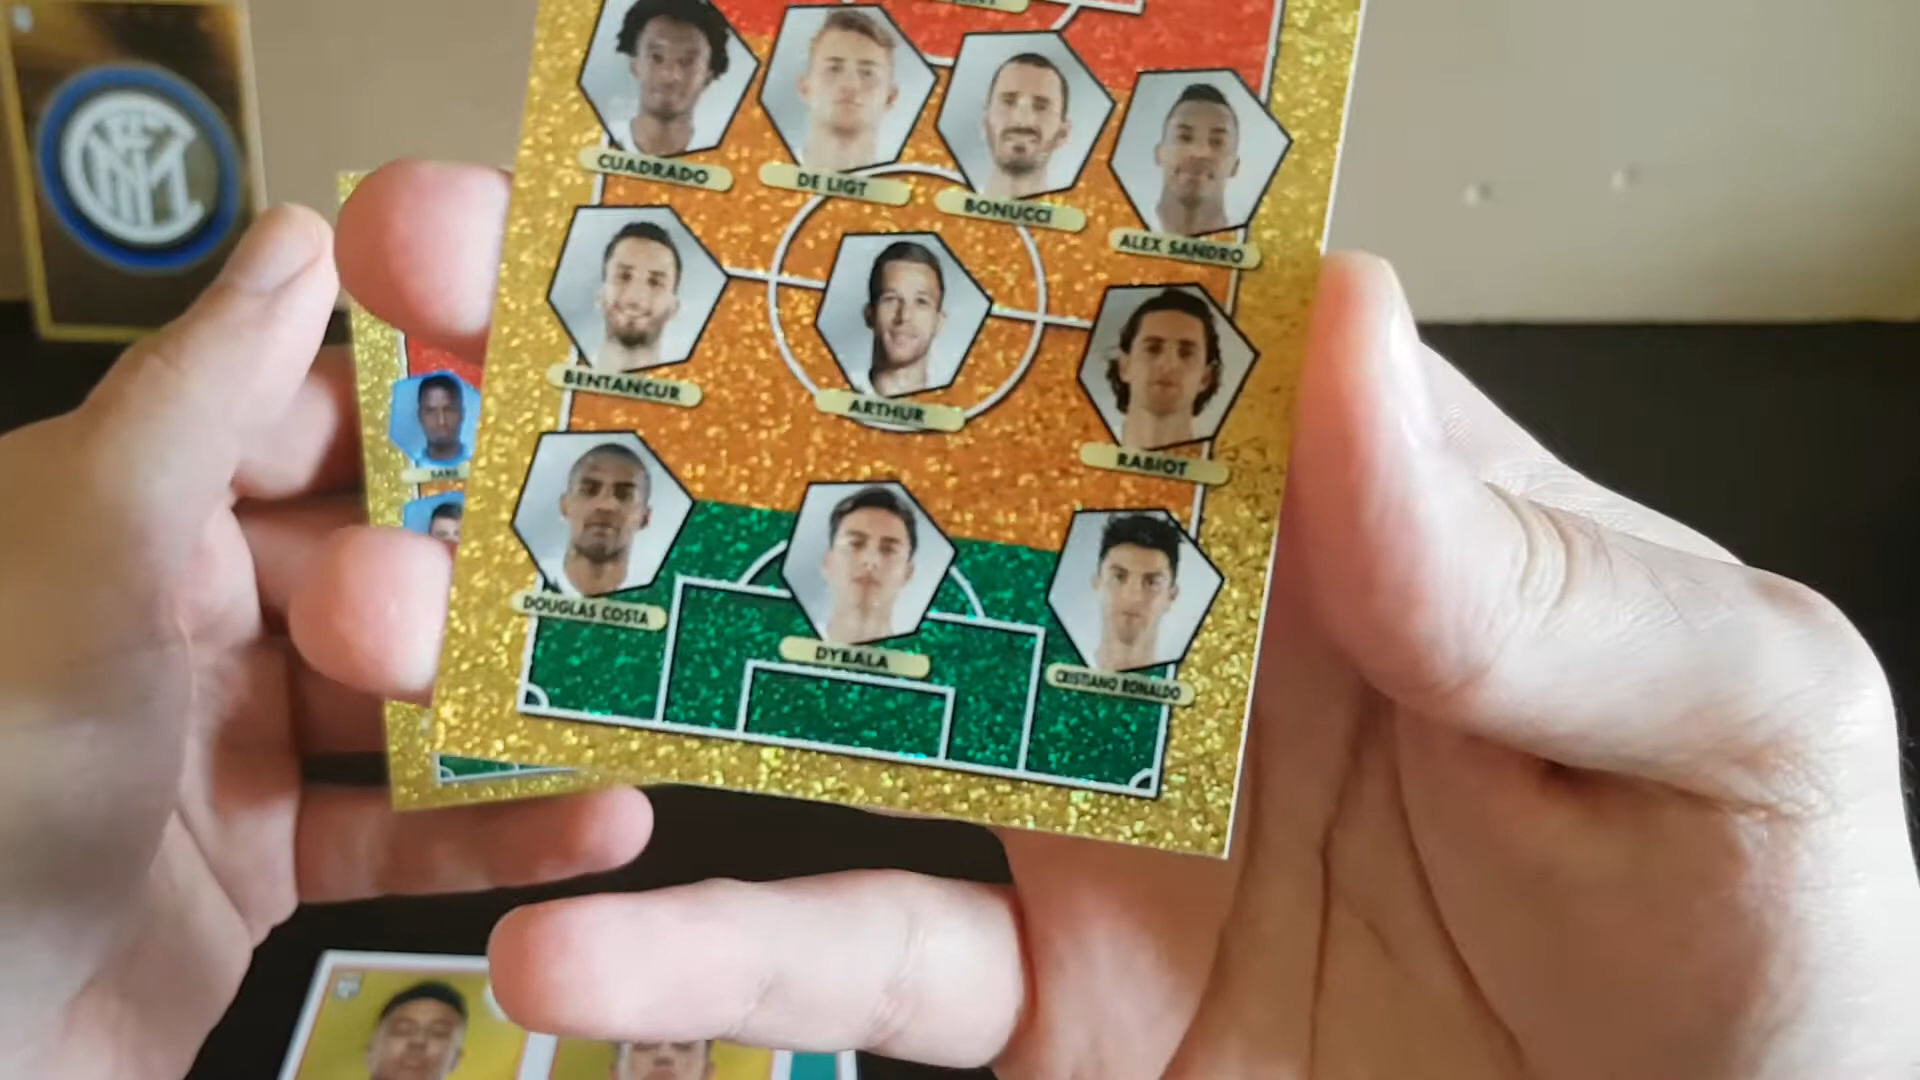 CUADRADO
DE LIGT
BONUCCI
ALEX SANDRO
BENTANCUR
ARTHUR
RABIOT
DOUGLAS COSTA
DYBALA
CRISTIANO RONALDO